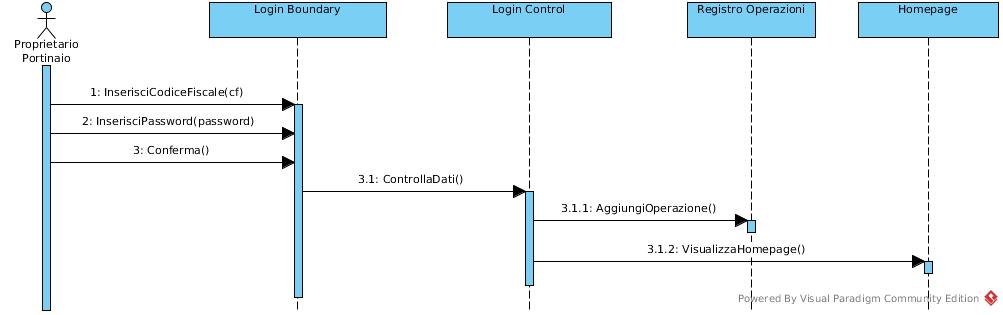 Login Boundary
Login Control
Registro Operazioni
Homepage
Proprietario
Portinaio
1: InserisciCodiceFiscale(cf)
2: InserisciPassword(password)
3: Conferma()
3.1: ControllaDati()
3.1.1: AggiungiOperazione()
3.1.2: VisualizzaHomepage()
Powered By Visual Paradigm Community Edition